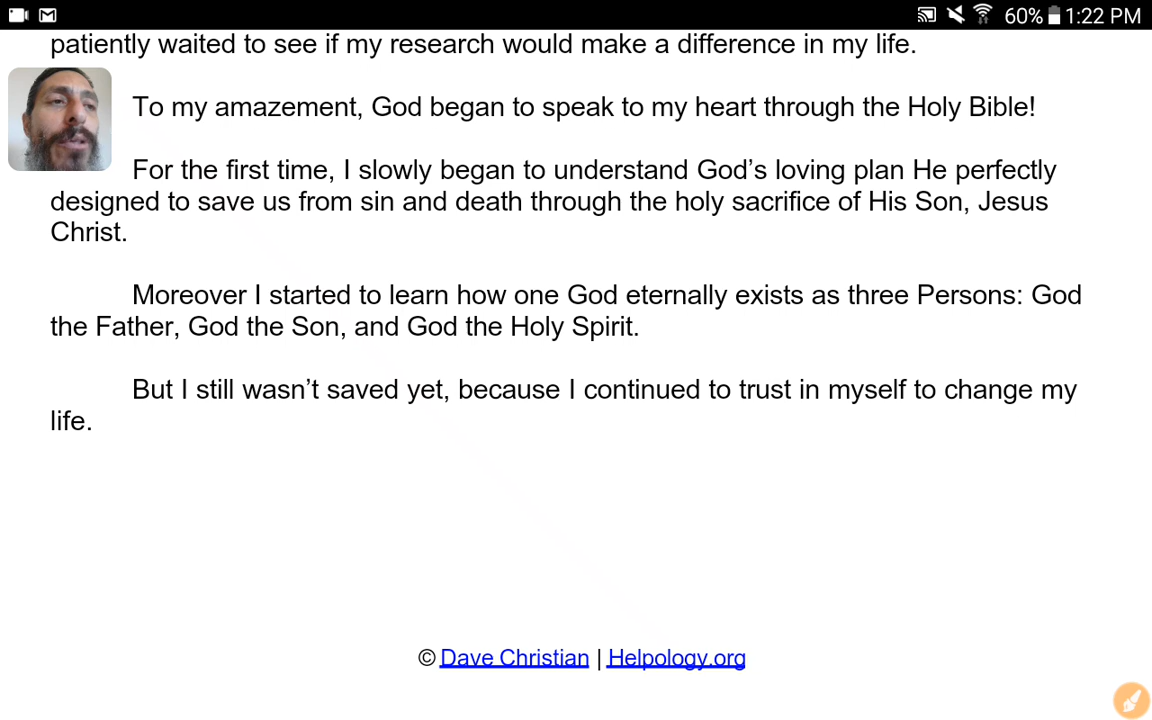 60% 1:22 PM
patiently waited to see if my research would make a difference in my life.
To my amazement, God began to speak to my heart through the Holy Bible!
For the first time, I slowly began to understand God’s loving plan He perfectly
designed to save us from sin and death through the holy sacrifice of His Son, Jesus
Christ.
Moreover I started to learn how one God eternally exists as three Persons: God
the Father, God the Son, and God the Holy Spirit.
But I still wasn’t saved yet, because I continued to trust in myself to change my
life.
© Dave Christian | Helpology.org